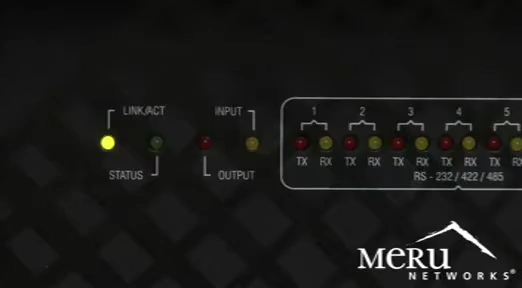 LINK/ACT
INPUT
STATUS
OUTPUT
1 2 3 4 5
TX RX TX RX TX RX TX RX TX RX
RS - 232 / 422 / 485
MERU
NETWORKS®